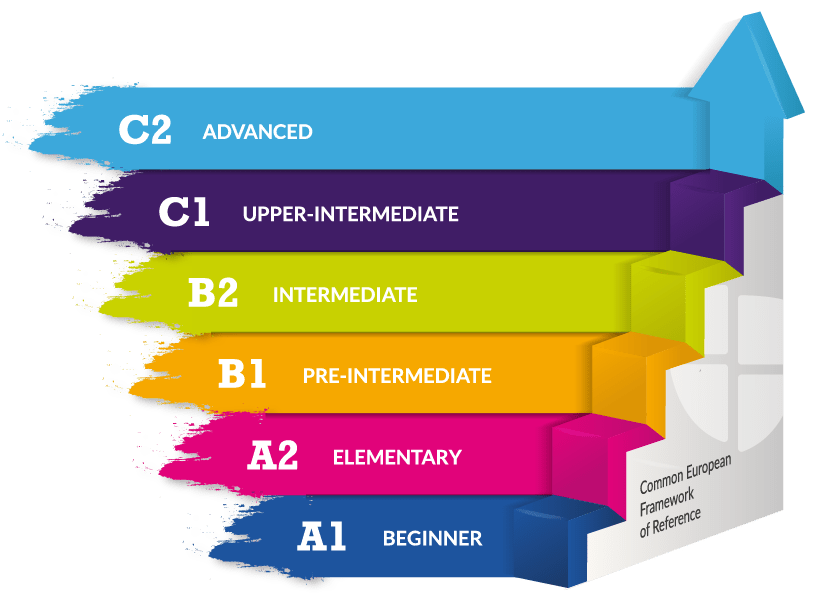 C2 ADVANCED
C1 UPPER-INTERMEDIATE
B2 INTERMEDIATE
B1 PRE-INTERMEDIATE
A2 ELEMENTARY
A1 BEGINNER
Common European
Framework
of Reference